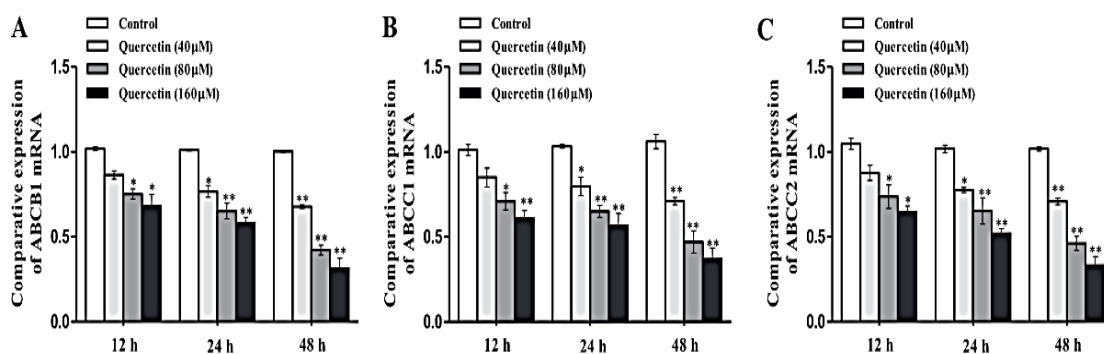 A
Control
Quercetin (40µM)
Quercetin (80µM)
Quercetin (160µM)
Comparative expression
of ABCB1 mRNA
1.5
1.0
0.5
0.0
* *
* ** **
** ** **
12 h 24 h 48 h
B
Control
Quercetin (40µM)
Quercetin (80µM)
Quercetin (160µM)
Comparative expression
of ABCC1 mRNA
1.5
1.0
0.5
0.0
* **
* ** **
** ** **
12 h 24 h 48 h
C
Control
Quercetin (40µM)
Quercetin (80µM)
Quercetin (160µM)
Comparative expression
of ABCC2 mRNA
1.5
1.0
0.5
0.0
* *
* ** **
** ** **
12 h 24 h 48 h